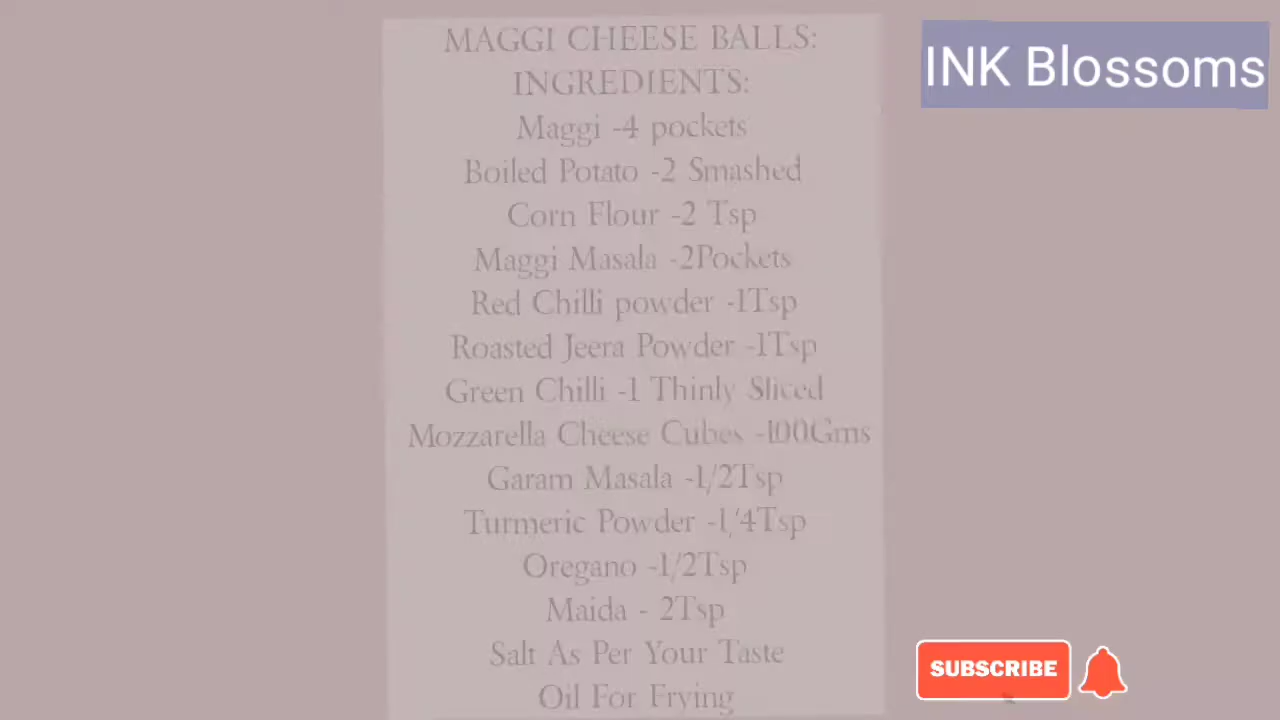 MAGGI CHEESE BALLS:
INGREDIENTS:
Maggi -4 pockets
Boiled Potato -2 Smashed
Corn Flour -2 Tsp
Maggi Masala -2Pockets
Red Chilli powder -1Tsp
Roasted Jeera Powder -1Tsp
Green Chilli -1 Thinly Sliced
Mozzarella Cheese Cubes -100Gms
Garam Masala -1/2Tsp
Turmeric Powder -1/4Tsp
Oregano -1/2Tsp
Maida - 2Tsp
Salt As Per Your Taste
Oil For Frying
INK Blossoms
SUBSCRIBE